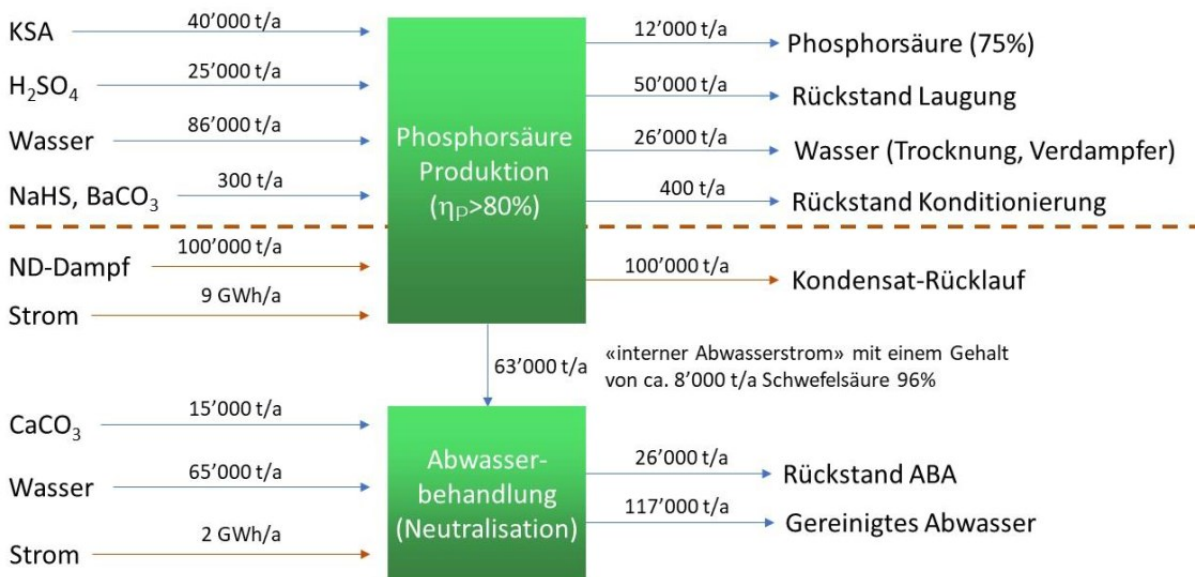 KSA
40’000 t/a
H₂SO₄
25’000 t/a
Wasser
86’000 t/a
NaHS, BaCO₃
300 t/a
ND-Dampf
100’000 t/a
Strom
9 GWh/a
Phosphorsäure
Produktion
(ηP>80%)
12’000 t/a
Phosphorsäure (75%)
50’000 t/a
Rückstand Laugung
26’000 t/a
Wasser (Trocknung, Verdampfer)
400 t/a
Rückstand Konditionierung
100’000 t/a
Kondensat-Rücklauf
63’000 t/a
«interner Abwasserstrom» mit einem Gehalt
von ca. 8’000 t/a Schwefelsäure 96%
CaCO₃
15’000 t/a
Wasser
65’000 t/a
Strom
2 GWh/a
Abwasser-
behandlung
(Neutralisation)
26’000 t/a
Rückstand ABA
117’000 t/a
Gereinigtes Abwasser